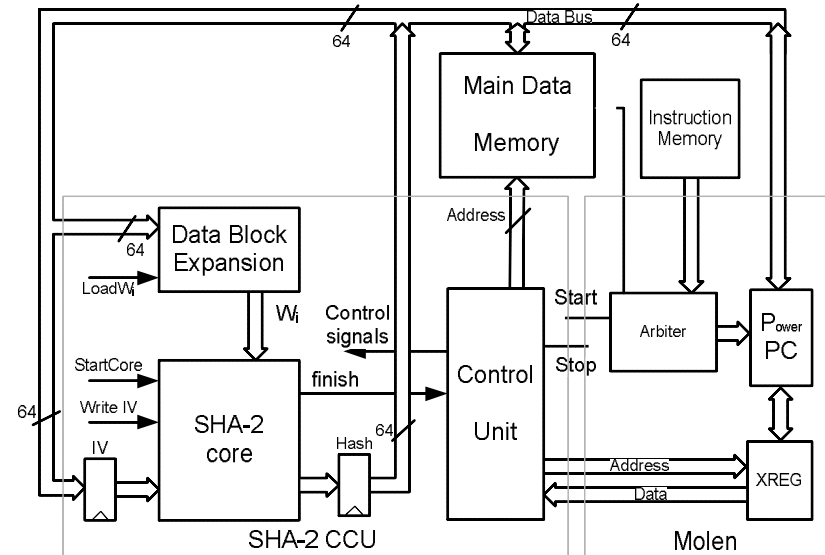 Data Bus
64
64
Main Data
Memory
Instruction
Memory
Address
64
Data Block
Expansion
LoadWi
Wi
Control
signals
Start
Stop
Arbiter
Power
PC
StartCore
Write IV
finish
SHA-2
core
Control
Unit
64
IV
Hash
64
Address
Data
XREG
SHA-2 CCU
Molen